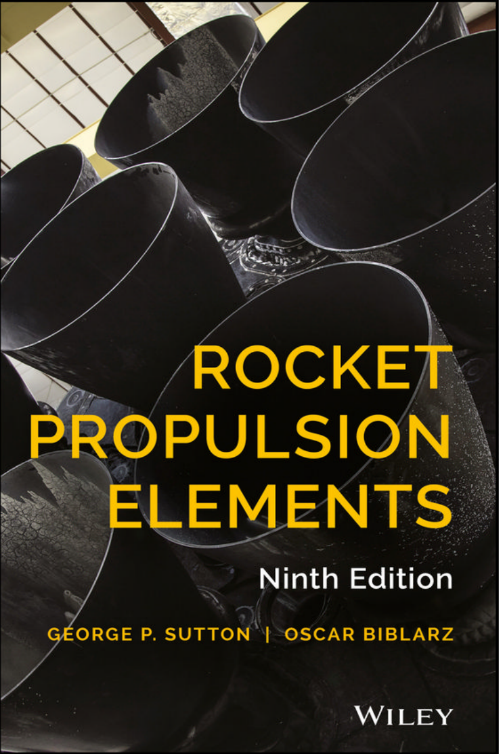 ROCKET
PROPULSION
ELEMENTS
Ninth Edition
GEORGE P. SUTTON | OSCAR BIBLARZ
WILEY